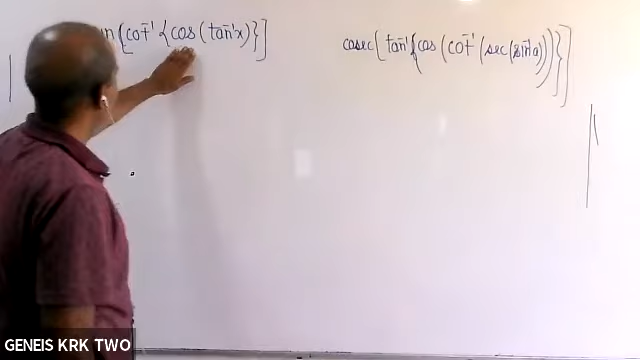 in[cot⁻¹{cos(tan⁻¹x)}]
cosec[tan⁻¹{cos(cot⁻¹(sec(sin⁻¹a)))}]
GENEIS KRK TWO